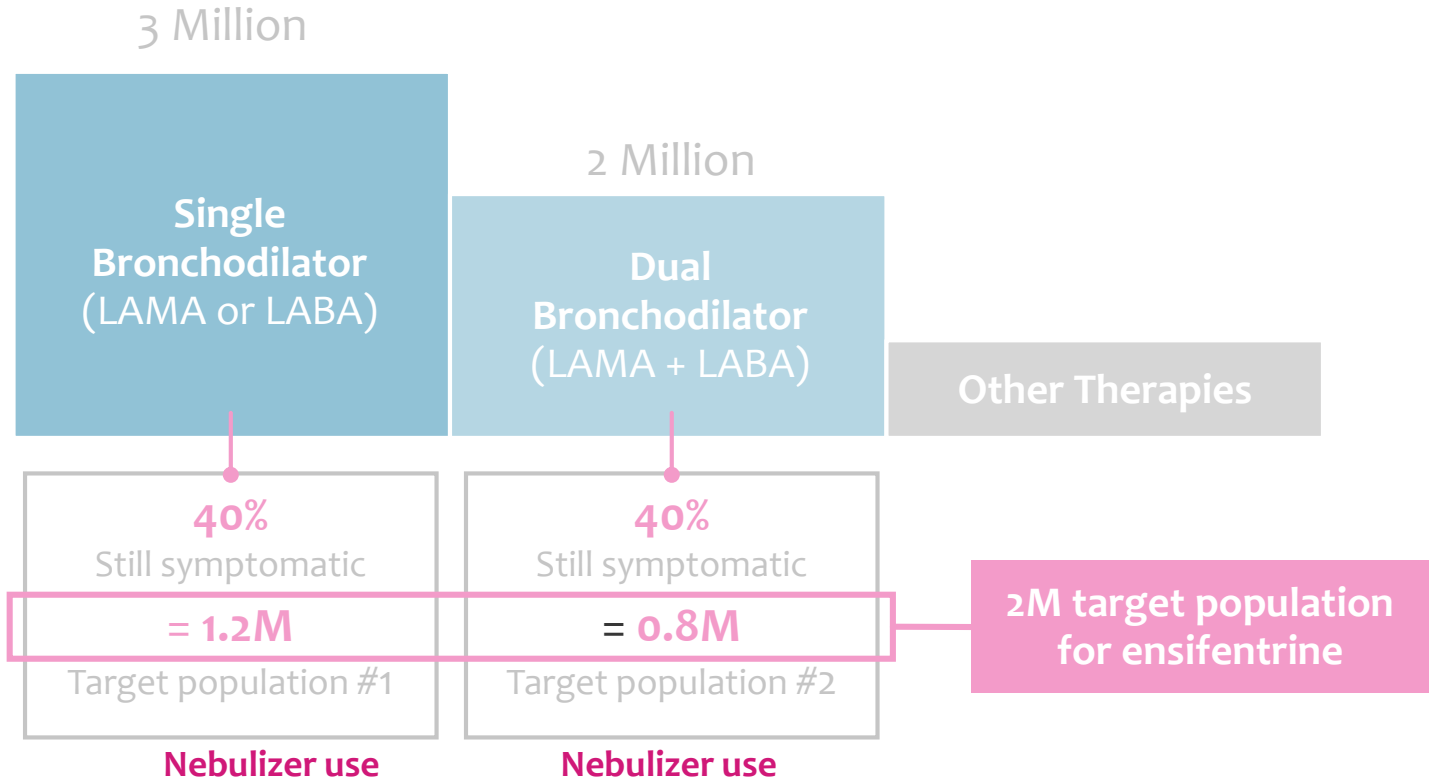 3 Million
Single
Bronchodilator
(LAMA or LABA)
2 Million
Dual
Bronchodilator
(LAMA + LABA)
Other Therapies
40%
Still symptomatic
= 1.2M
Target population #1
Nebulizer use
40%
Still symptomatic
= 0.8M
Target population #2
Nebulizer use
2M target population
for ensifentrine